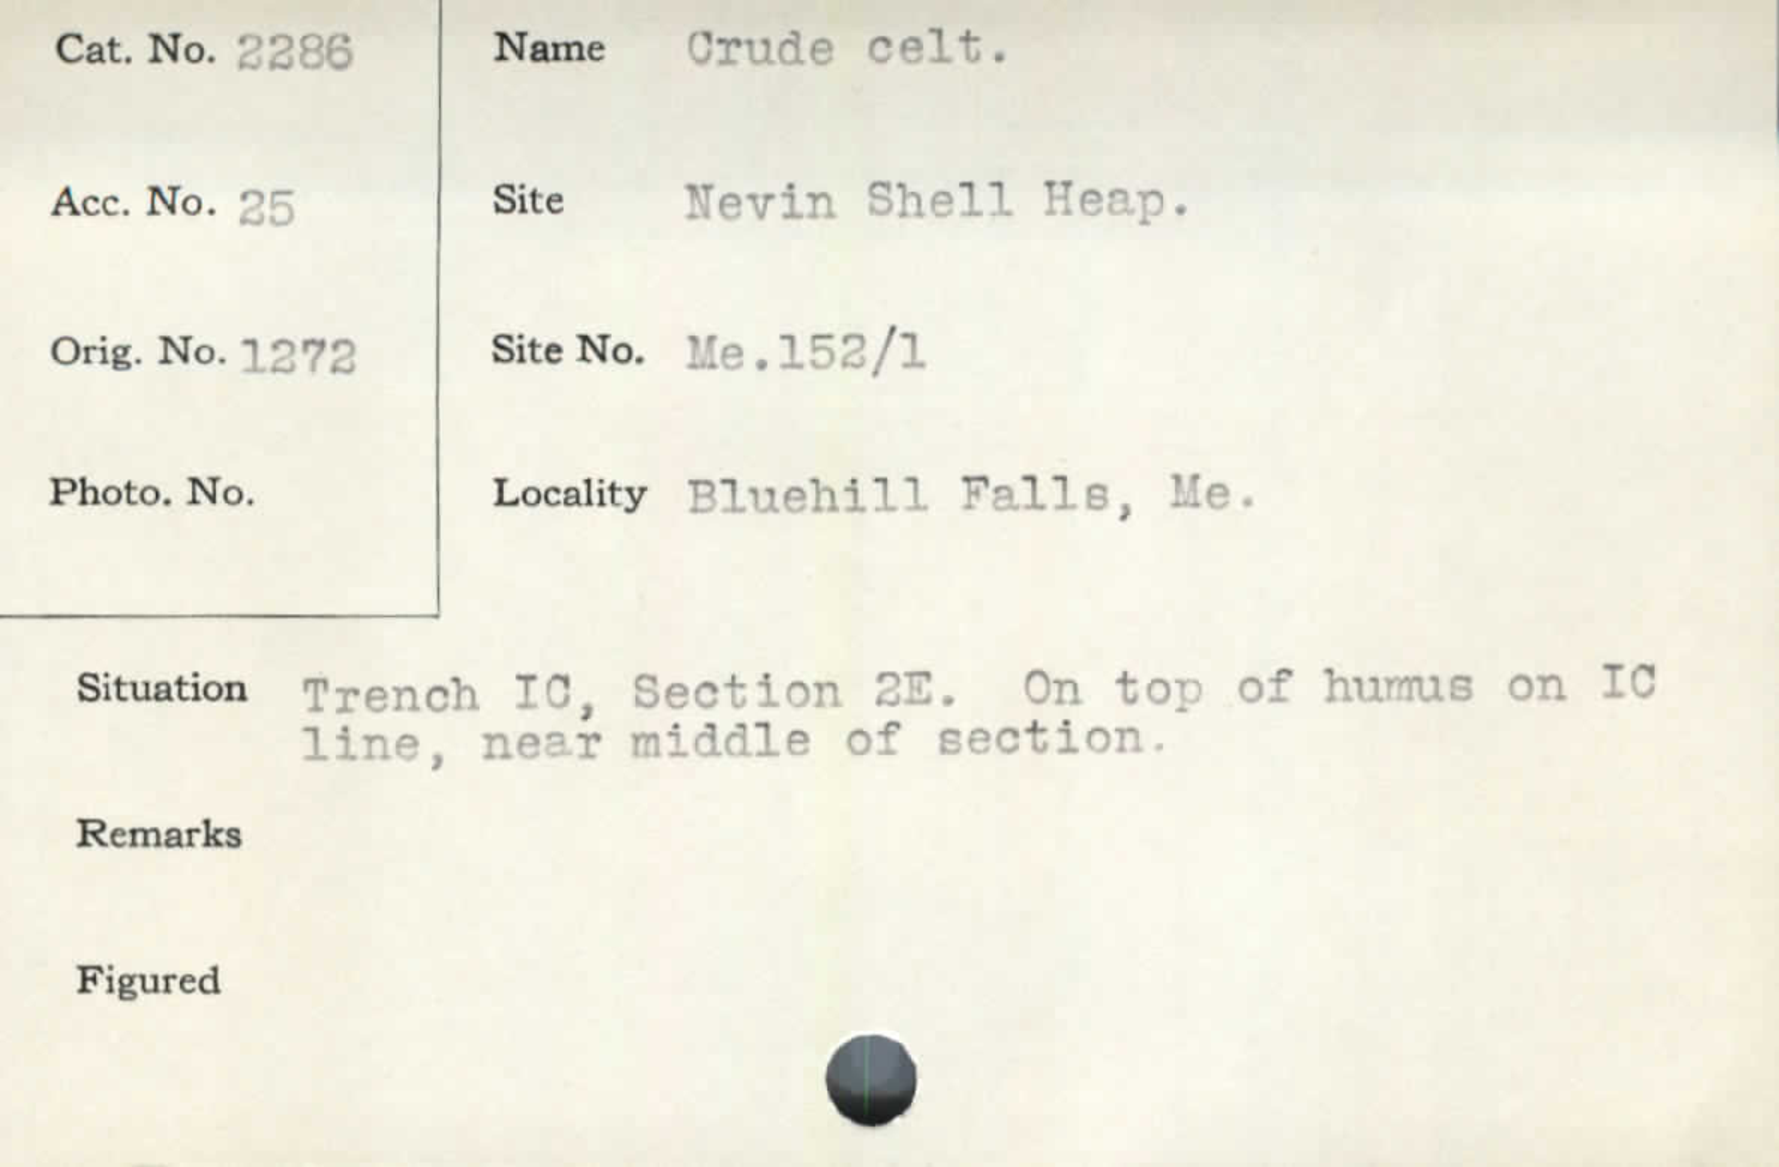 Cat. No. 2286
Name Crude celt.
Acc. No. 25
Site Nevin Shell Heap.
Orig. No. 1272
Site No. Me.152/1
Photo. No.
Locality Bluehill Falls, Me.
Situation Trench IC, Section 2E. On top of humus on IC
line, near middle of section.
Remarks
Figured